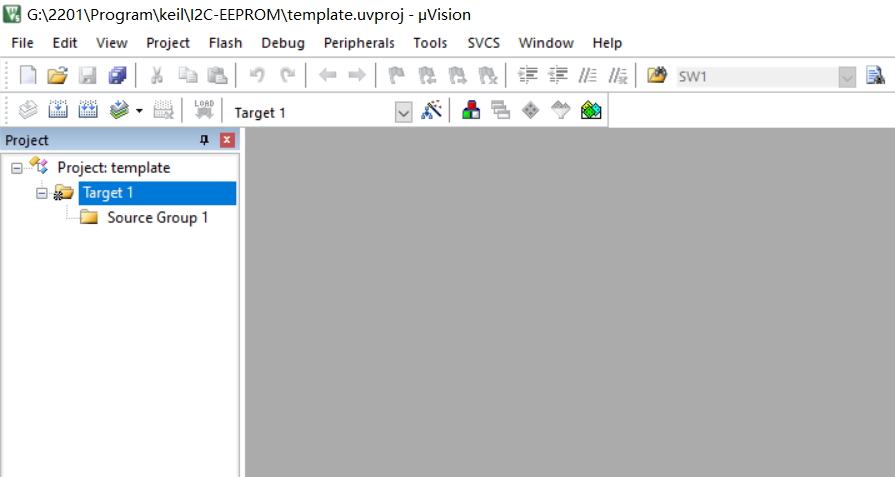 G:\2201\Program\keil\I2C-EEPROM\template.uvproj - µVision
File Edit View Project Flash Debug Peripherals Tools SVCS Window Help
SW1
LOAD
Target 1
Project
Project: template
Target 1
Source Group 1